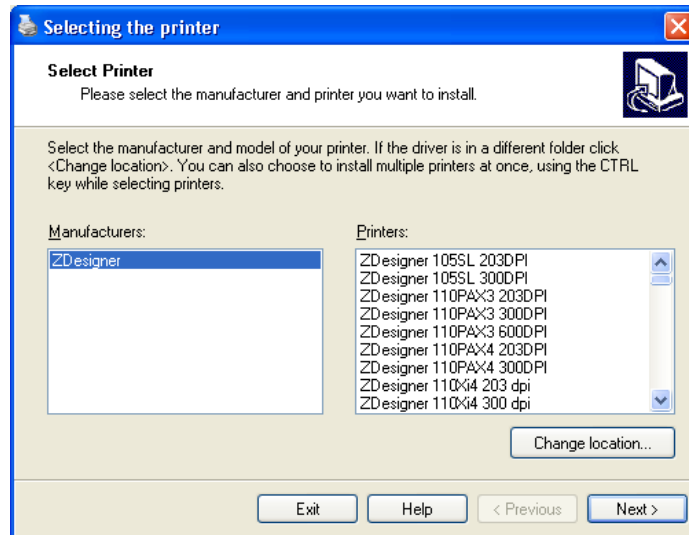 Selecting the printer
Select Printer
Please select the manufacturer and printer you want to install.
Select the manufacturer and model of your printer. If the driver is in a different folder click
<Change location>. You can also choose to install multiple printers at once, using the CTRL
key while selecting printers.
Manufacturers:
ZDesigner
Printers:
ZDesigner 105SL 203DPI
ZDesigner 105SL 300DPI
ZDesigner 110PAX3 203DPI
ZDesigner 110PAX3 300DPI
ZDesigner 110PAX3 600DPI
ZDesigner 110PAX4 203DPI
ZDesigner 110PAX4 300DPI
ZDesigner 110Xi4 203 dpi
ZDesigner 110Xi4 300 dpi
Change location...
Exit
Help
< Previous
Next >